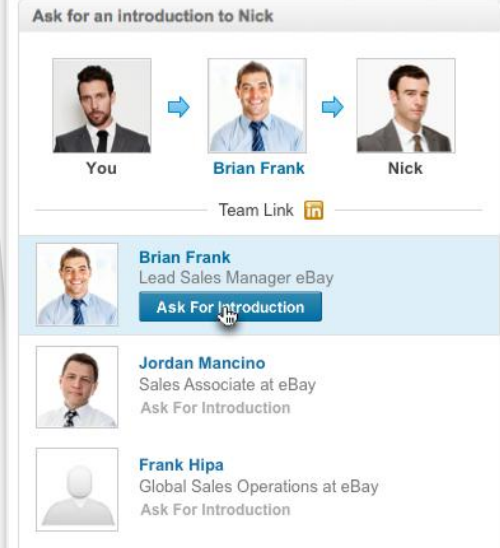 Ask for an introduction to Nick
You Brian Frank Nick
Team Link in
Brian Frank
Lead Sales Manager eBay
Ask For Introduction
Jordan Mancino
Sales Associate at eBay
Ask For Introduction
Frank Hipa
Global Sales Operations at eBay
Ask For Introduction